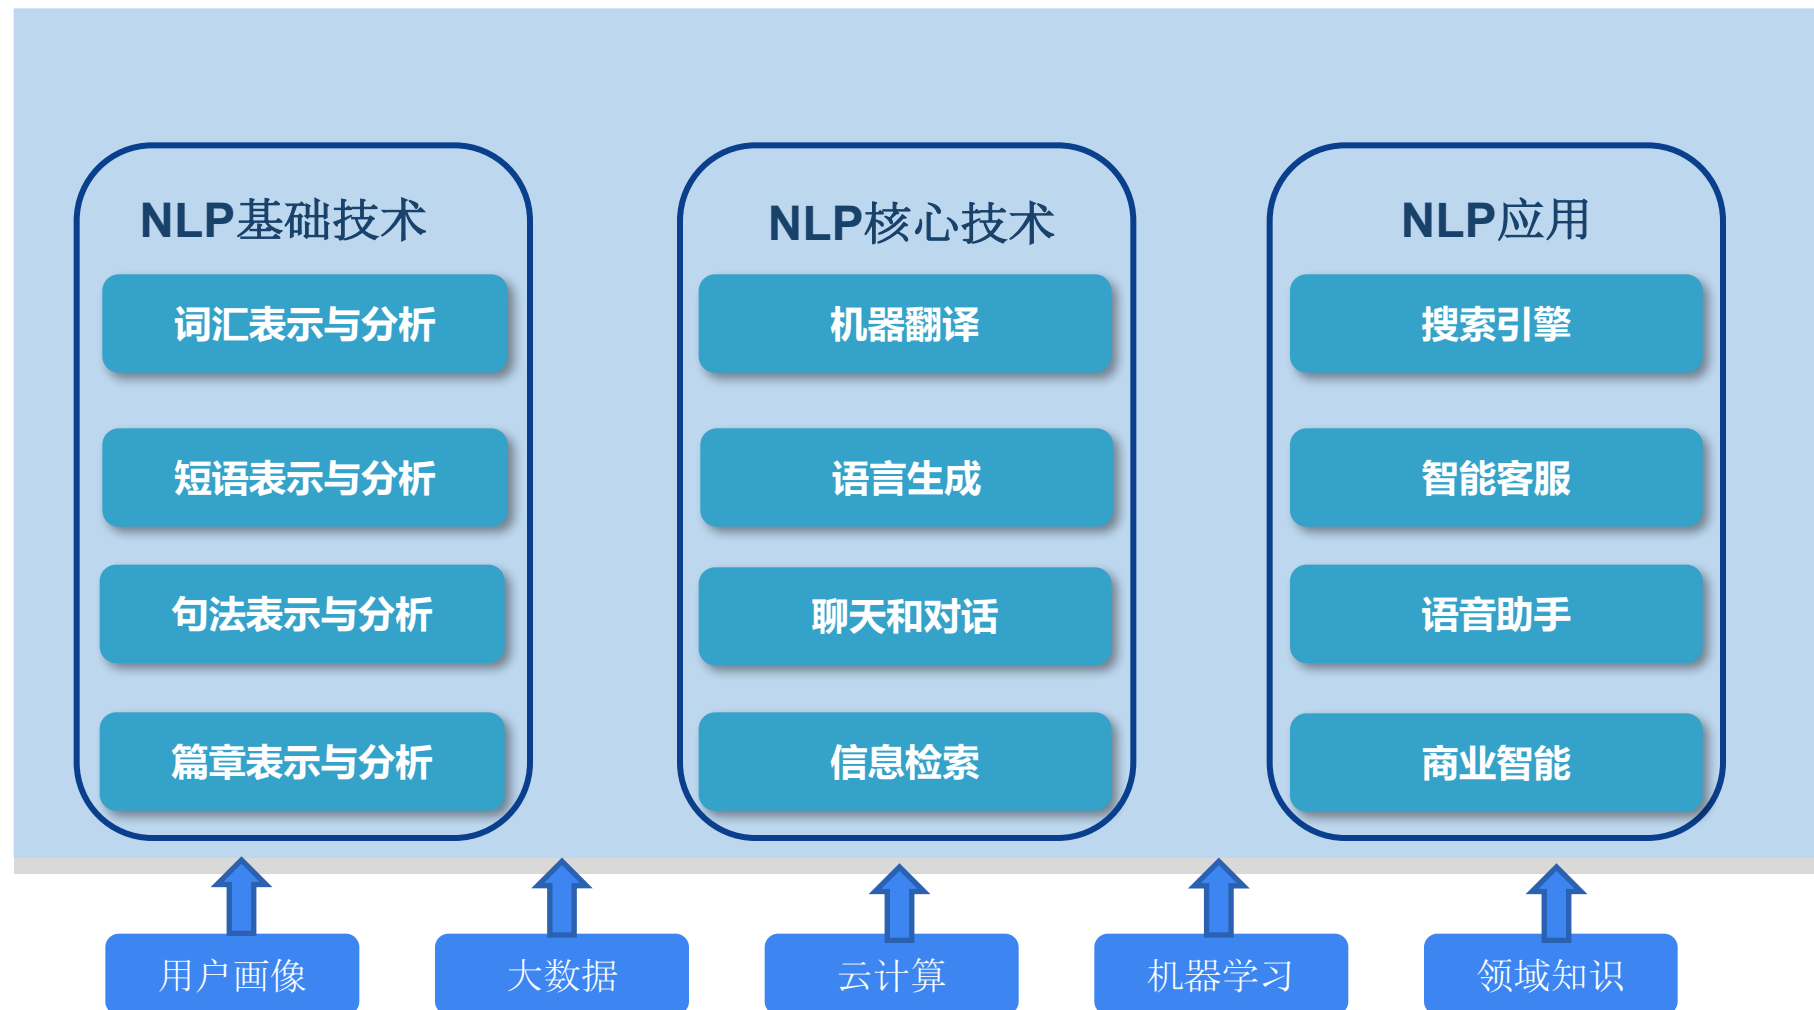 NLP基础技术
词汇表示与分析
短语表示与分析
句法表示与分析
篇章表示与分析
NLP核心技术
机器翻译
语言生成
聊天和对话
信息检索
NLP应用
搜索引擎
智能客服
语音助手
商业智能
用户画像
大数据
云计算
机器学习
领域知识